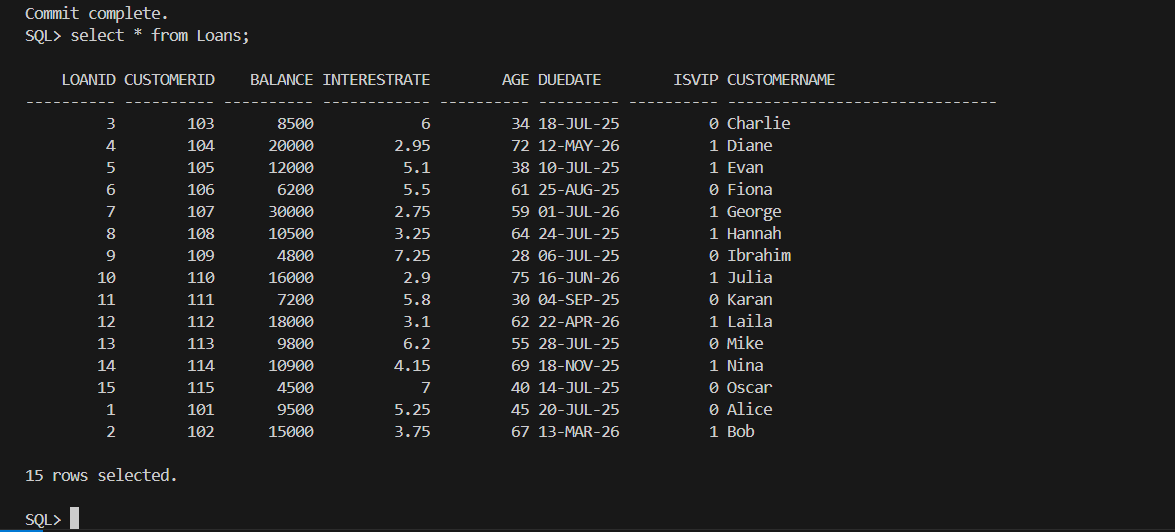 Commit complete.
SQL> select * from Loans;
LOANID CUSTOMERID BALANCE INTERESTRATE AGE DUEDATE ISVIP CUSTOMERNAME
---------- ---------- ---------- ------------ ---------- --------- ---------- ------------------------------
3 103 8500 6 34 18-JUL-25 0 Charlie
4 104 20000 2.95 72 12-MAY-26 1 Diane
5 105 12000 5.1 38 10-JUL-25 1 Evan
6 106 6200 5.5 61 25-AUG-25 0 Fiona
7 107 30000 2.75 59 01-JUL-26 1 George
8 108 10500 3.25 64 24-JUL-25 1 Hannah
9 109 4800 7.25 28 06-JUL-25 0 Ibrahim
10 110 16000 2.9 75 16-JUN-26 1 Julia
11 111 7200 5.8 30 04-SEP-25 0 Karan
12 112 18000 3.1 62 22-APR-26 1 Laila
13 113 9800 6.2 55 28-JUL-25 0 Mike
14 114 10900 4.15 69 18-NOV-25 1 Nina
15 115 4500 7 40 14-JUL-25 0 Oscar
1 101 9500 5.25 45 20-JUL-25 0 Alice
2 102 15000 3.75 67 13-MAR-26 1 Bob
15 rows selected.
SQL>